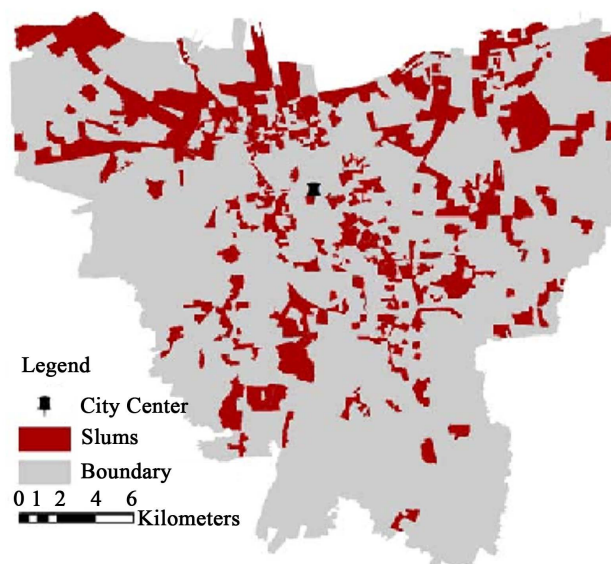 Legend
City Center
Slums
Boundary
0 1 2 4 6
Kilometers